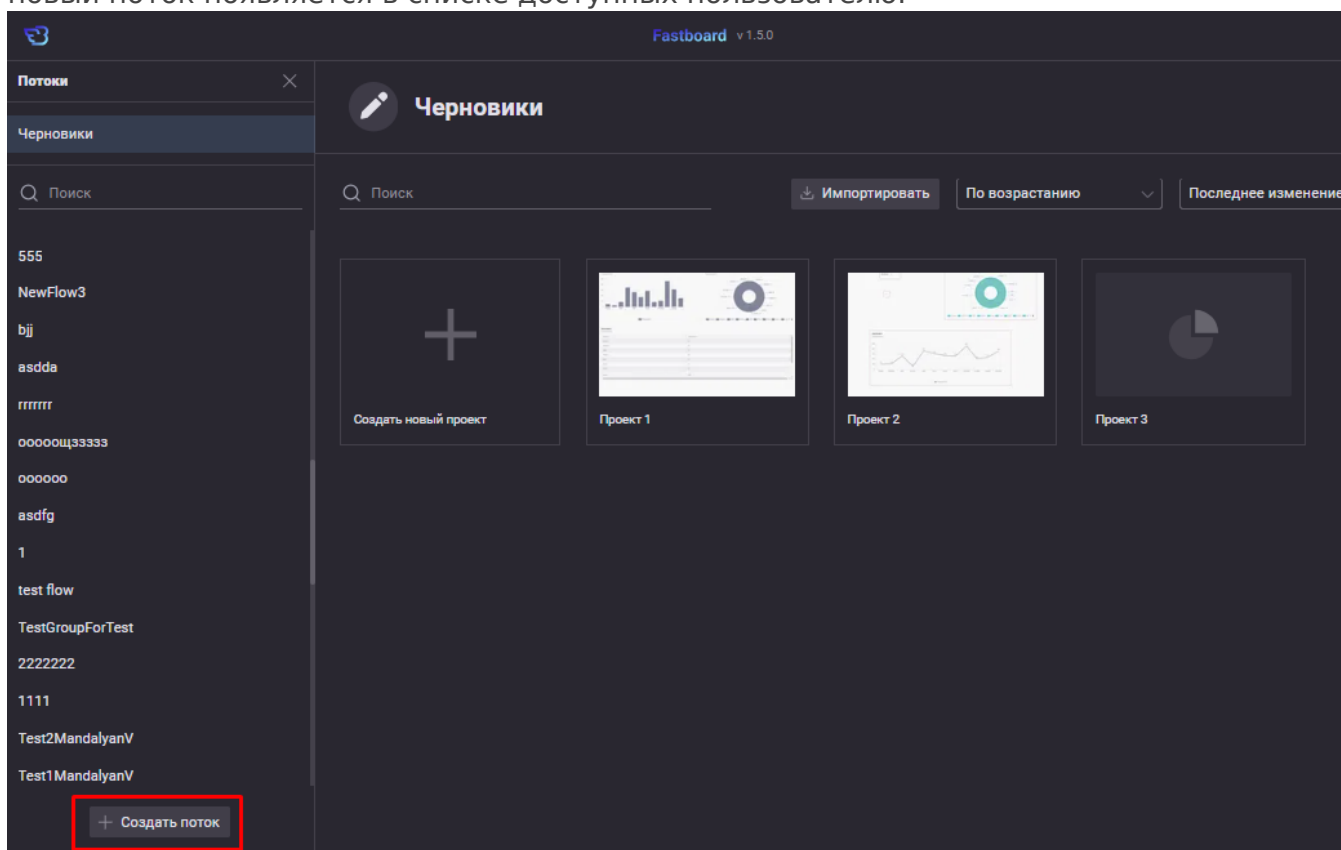 новый поток появляется в списке доступных пользователю.
Fastboard v 1.5.0
Потоки
Черновики
Поиск
555
NewFlow3
bjj
asdda
rrrrrrr
ооооощззззз
oooooo
asdfg
1
test flow
TestGroupForTest
2222222
1111
Test2MandalyanV
Test1MandalyanV
Создать поток
Черновики
Поиск
Импортировать
По возрастанию
Последнее изменение
Создать новый проект
Проект 1
Проект 2
Проект 3